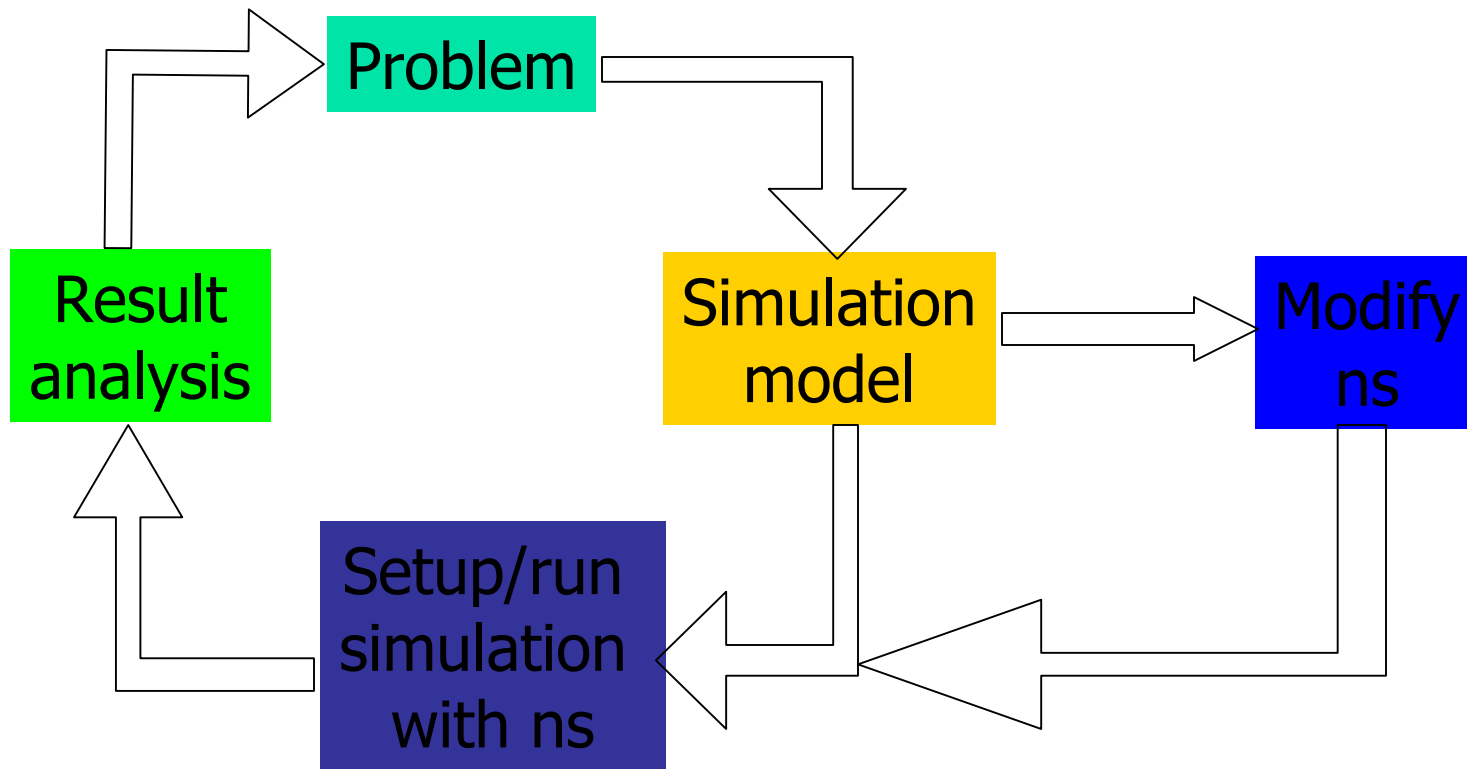 Problem
Result
analysis
Simulation
model
Modify
ns
Setup/run
simulation
with ns